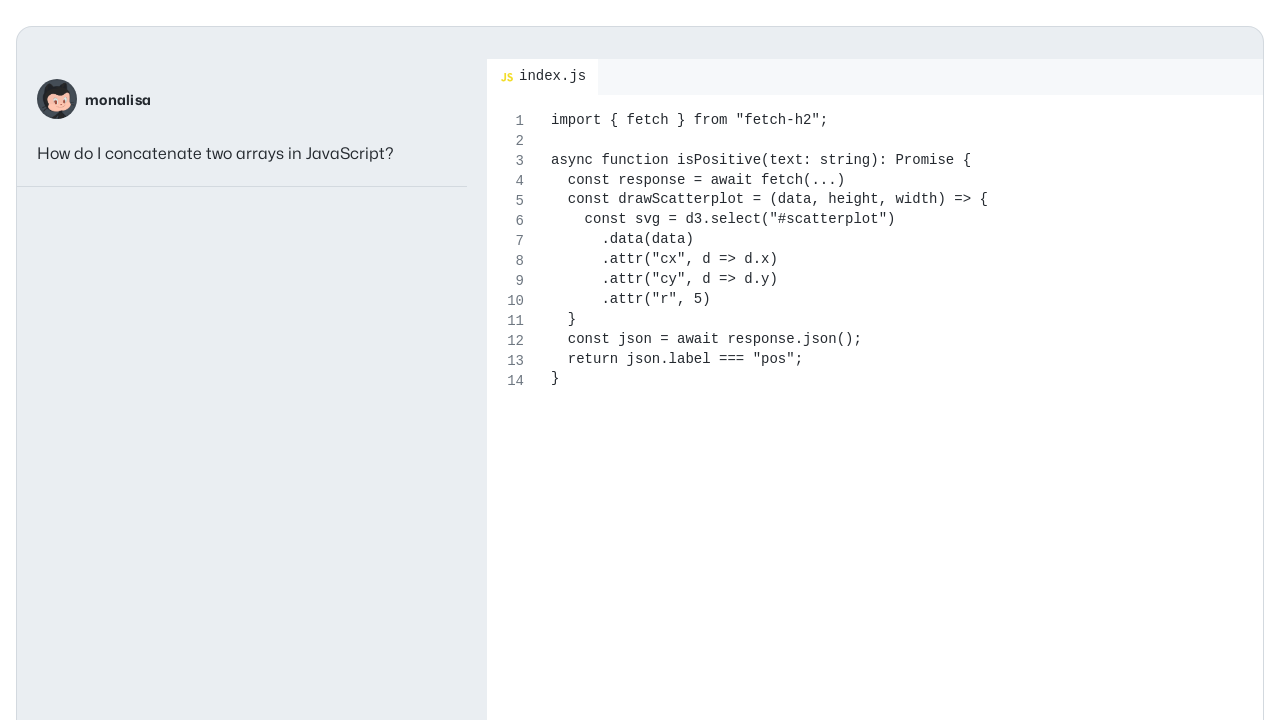 monalisa
How do I concatenate two arrays in JavaScript?
JS index.js
1 import { fetch } from "fetch-h2";
2
3 async function isPositive(text: string): Promise {
4   const response = await fetch(...)
5   const drawScatterplot = (data, height, width) => {
6     const svg = d3.select("#scatterplot")
7       .data(data)
8       .attr("cx", d => d.x)
9       .attr("cy", d => d.y)
10       .attr("r", 5)
11   }
12   const json = await response.json();
13   return json.label === "pos";
14 }